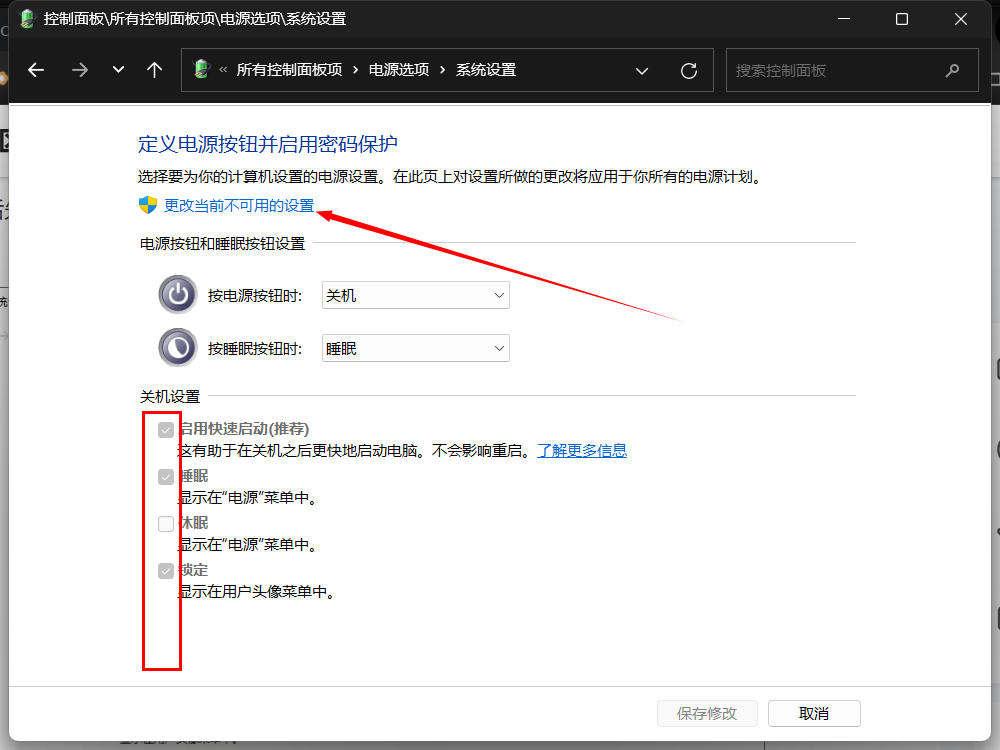 控制面板\所有控制面板项\电源选项\系统设置
« 所有控制面板项 › 电源选项 › 系统设置
搜索控制面板
定义电源按钮并启用密码保护
选择要为你的计算机设置的电源设置。在此页上对设置所做的更改将应用于你所有的电源计划。
更改当前不可用的设置
电源按钮和睡眠按钮设置
按电源按钮时: 关机
按睡眠按钮时: 睡眠
关机设置
启用快速启动(推荐)
这有助于在关机之后更快地启动电脑。不会影响重启。了解更多信息
睡眠
显示在“电源”菜单中。
休眠
显示在“电源”菜单中。
锁定
显示在用户头像菜单中。
保存修改 取消